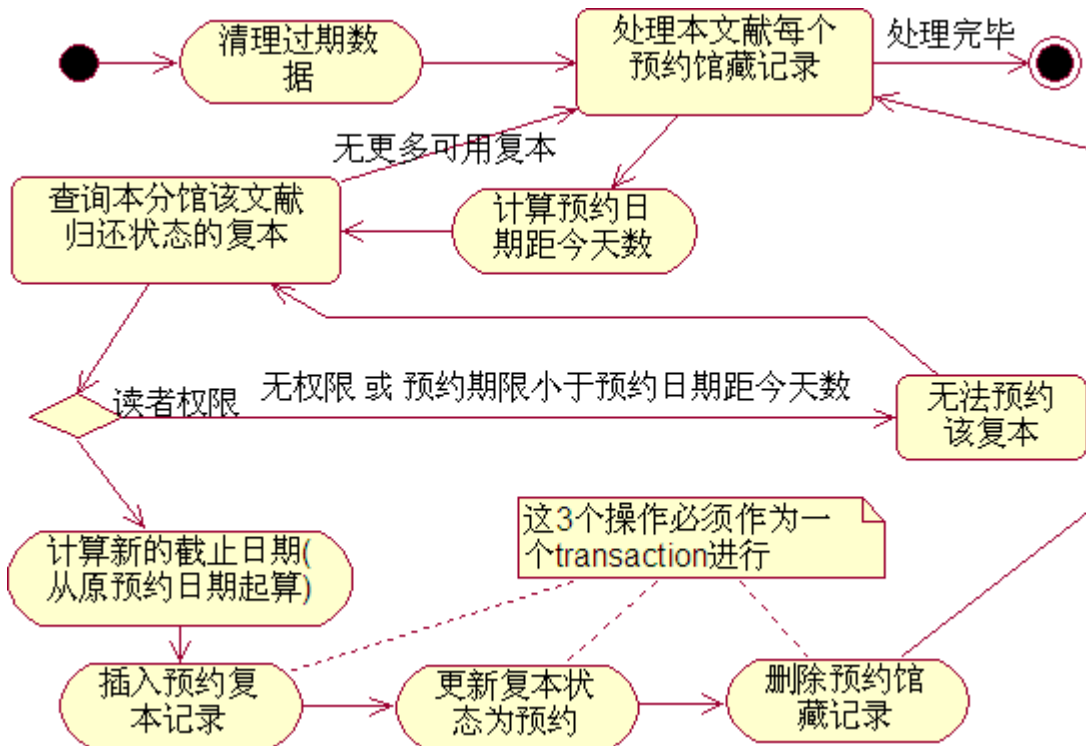 清理过期数
据
处理本文献每个
预约馆藏记录
处理完毕
无更多可用复本
查询本分馆该文献
归还状态的复本
计算预约日
期距今天数
读者权限
无权限 或 预约期限小于预约日期距今天数
无法预约
该复本
计算新的截止日期(
从原预约日期起算)
这3个操作必须作为一
个transaction进行
插入预约复
本记录
更新复本状
态为预约
删除预约馆
藏记录